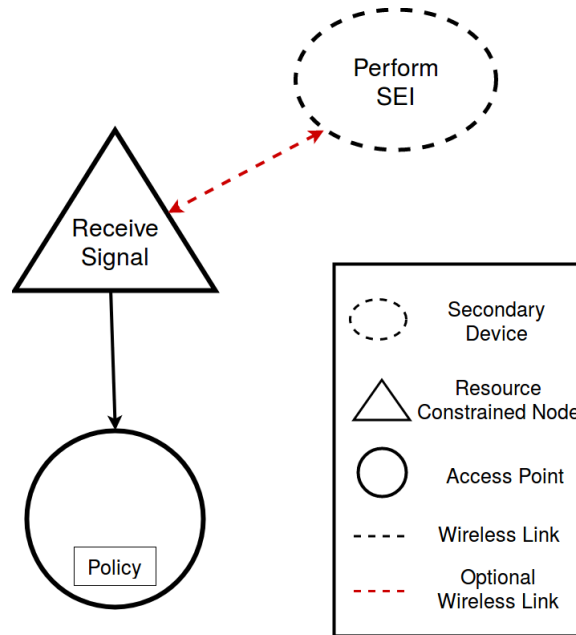 Perform
SEI
Receive
Signal
Policy
Secondary
Device
Resource
Constrained Node
Access Point
Wireless Link
Optional
Wireless Link